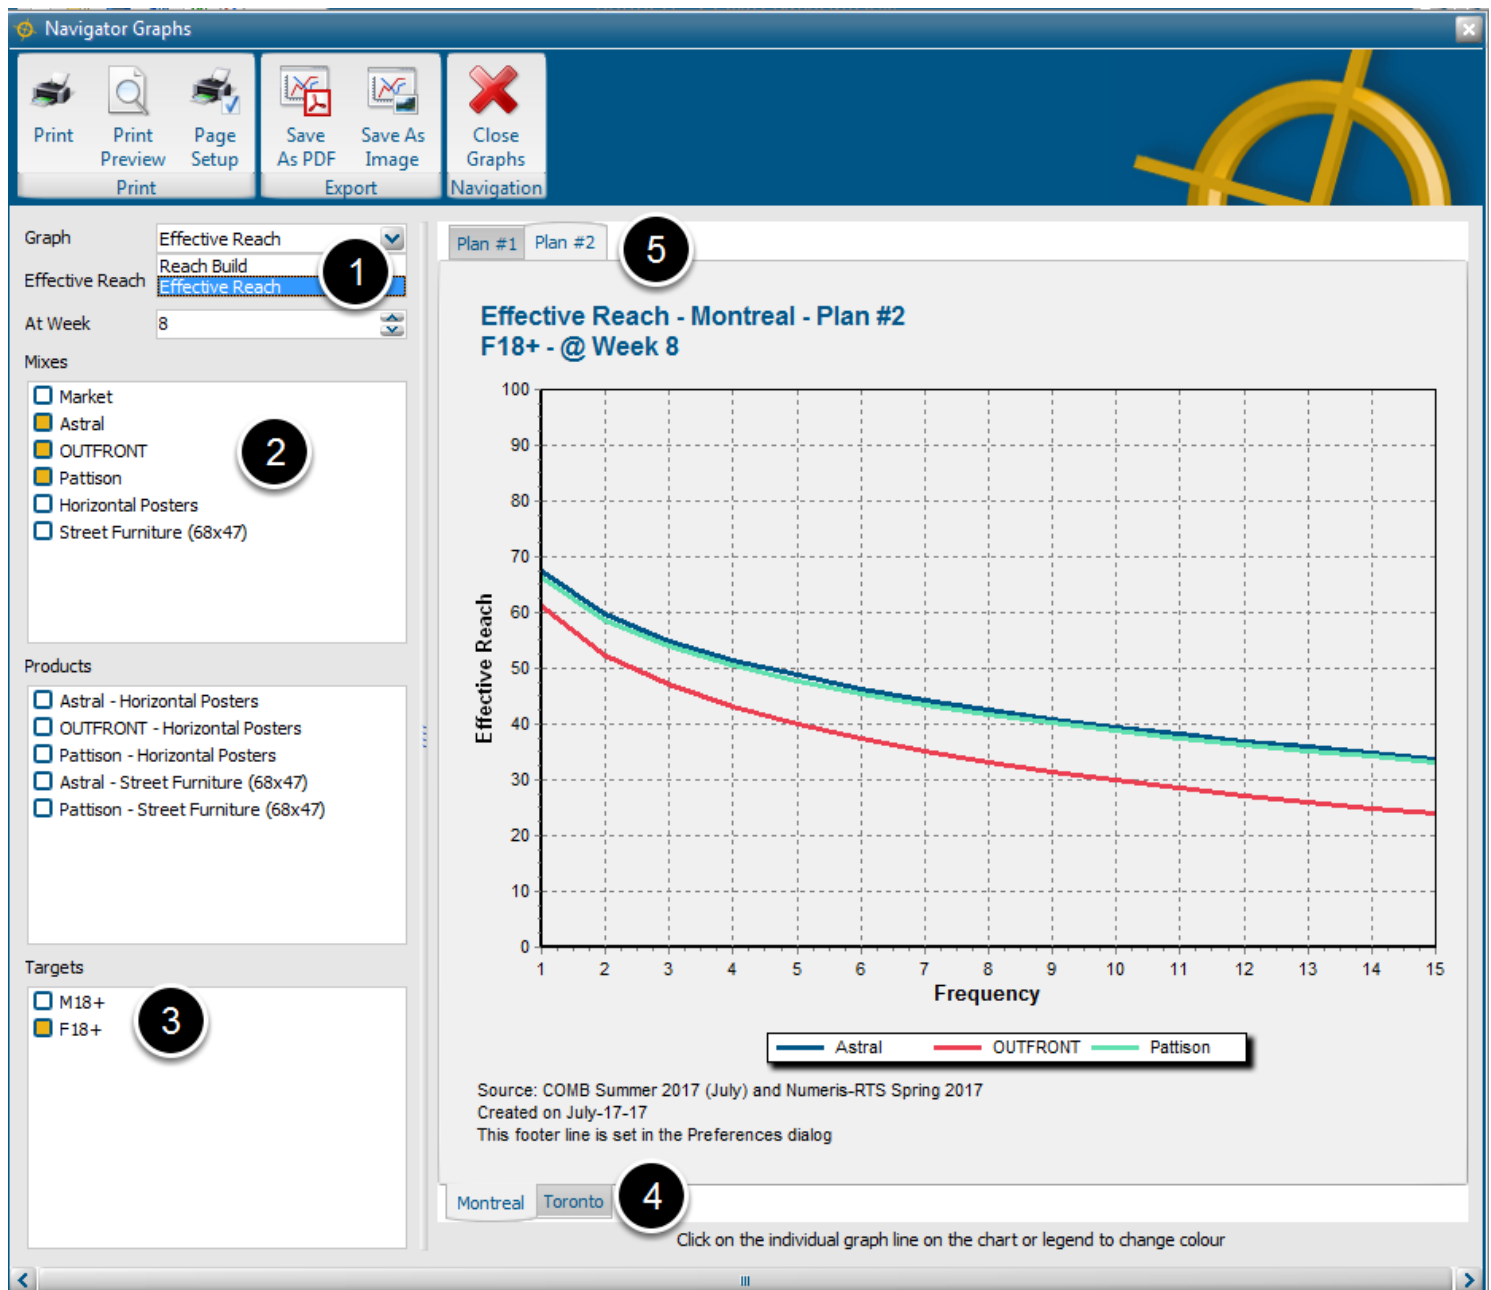 Navigator Graphs
Print
Print
Preview
Page
Setup
Print
Save
As PDF
Save As
Image
Export
Close
Graphs
Navigation
Graph
Effective Reach
Reach Build
Effective Reach
Effective Reach
At Week
8
1
Mixes
Market
Astral
OUTFRONT
Pattison
Horizontal Posters
Street Furniture (68x47)
2
Products
Astral - Horizontal Posters
OUTFRONT - Horizontal Posters
Pattison - Horizontal Posters
Astral - Street Furniture (68x47)
Pattison - Street Furniture (68x47)
Targets
M18+
F18+
3
Plan #1
Plan #2
5
Effective Reach - Montreal - Plan #2
F18+ - @ Week 8
100
90
80
70
60
50
40
30
20
10
0
Effective Reach
1 2 3 4 5 6 7 8 9 10 11 12 13 14 15
Frequency
Astral OUTFRONT Pattison
Source: COMB Summer 2017 (July) and Numeris-RTS Spring 2017
Created on July-17-17
This footer line is set in the Preferences dialog
Montreal
Toronto
4
Click on the individual graph line on the chart or legend to change colour